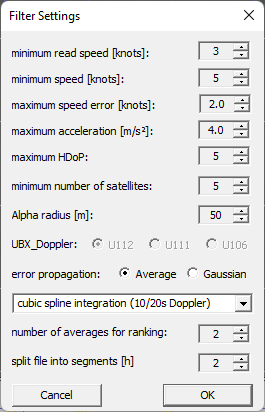 Filter Settings
minimum read speed [knots] 3
minimum speed [knots] 5
maximum speed error [knots]: 2.0
maximum acceleration [m/s²]: 4.0
maximum HDoP: 5
minimum number of satellites: 5
Alpha radius [m]: 50
UBX_Doppler: U112 U111 U106
error propagation: Average Gaussian
cubic spline integration (10/20s Doppler)
number of averages for ranking: 2
split file into segments [h] 2
Cancel OK